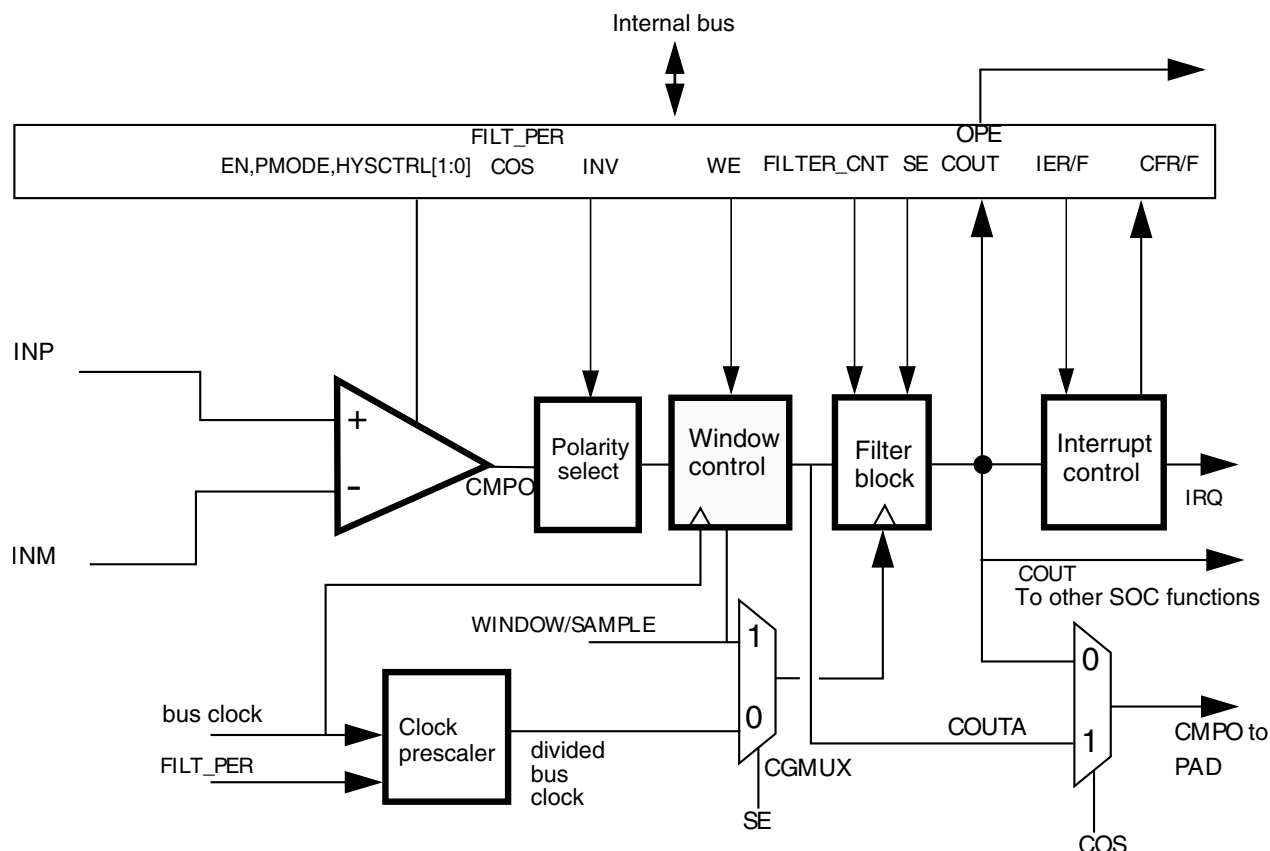 Internal bus
FILT_PER
OPE
EN,PMODE,HYSCTRL[1:0]
COS
INV
WE
FILTER_CNT
SE
COUT
IER/F
CFR/F
INP
+
-
INM
CMPO
Polarity
select
Window
control
Filter
block
Interrupt
control
IRQ
COUT
To other SOC functions
WINDOW/SAMPLE
1
0
CGMUX
SE
bus clock
FILT_PER
Clock
prescaler
divided
bus
clock
COUTA
0
1
CMPO to
PAD
COS